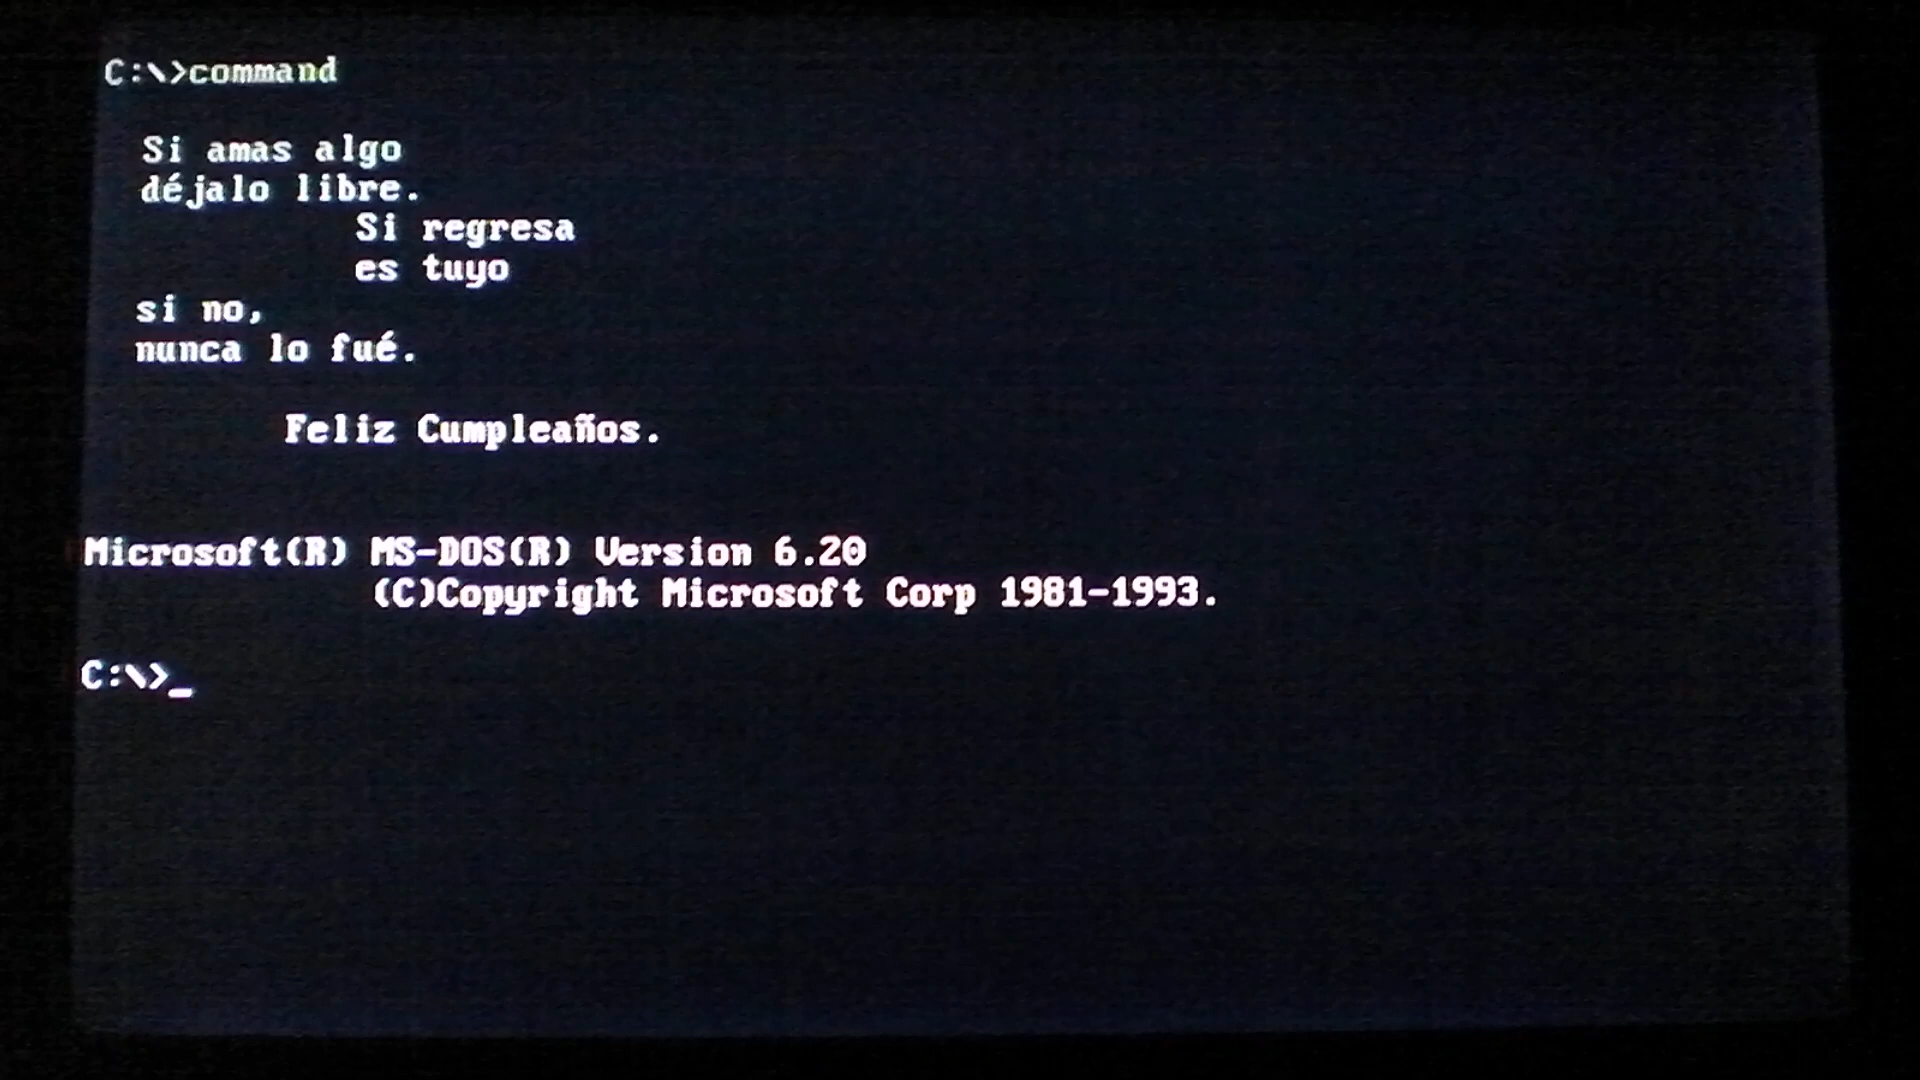 C:\>command
Si amas algo
déjalo libre.
Si regresa
es tuyo
si no,
nunca lo fué.
Feliz Cumpleaños.
Microsoft(R) MS-DOS(R) Version 6.20
(C)Copyright Microsoft Corp 1981-1993.
C:\>_